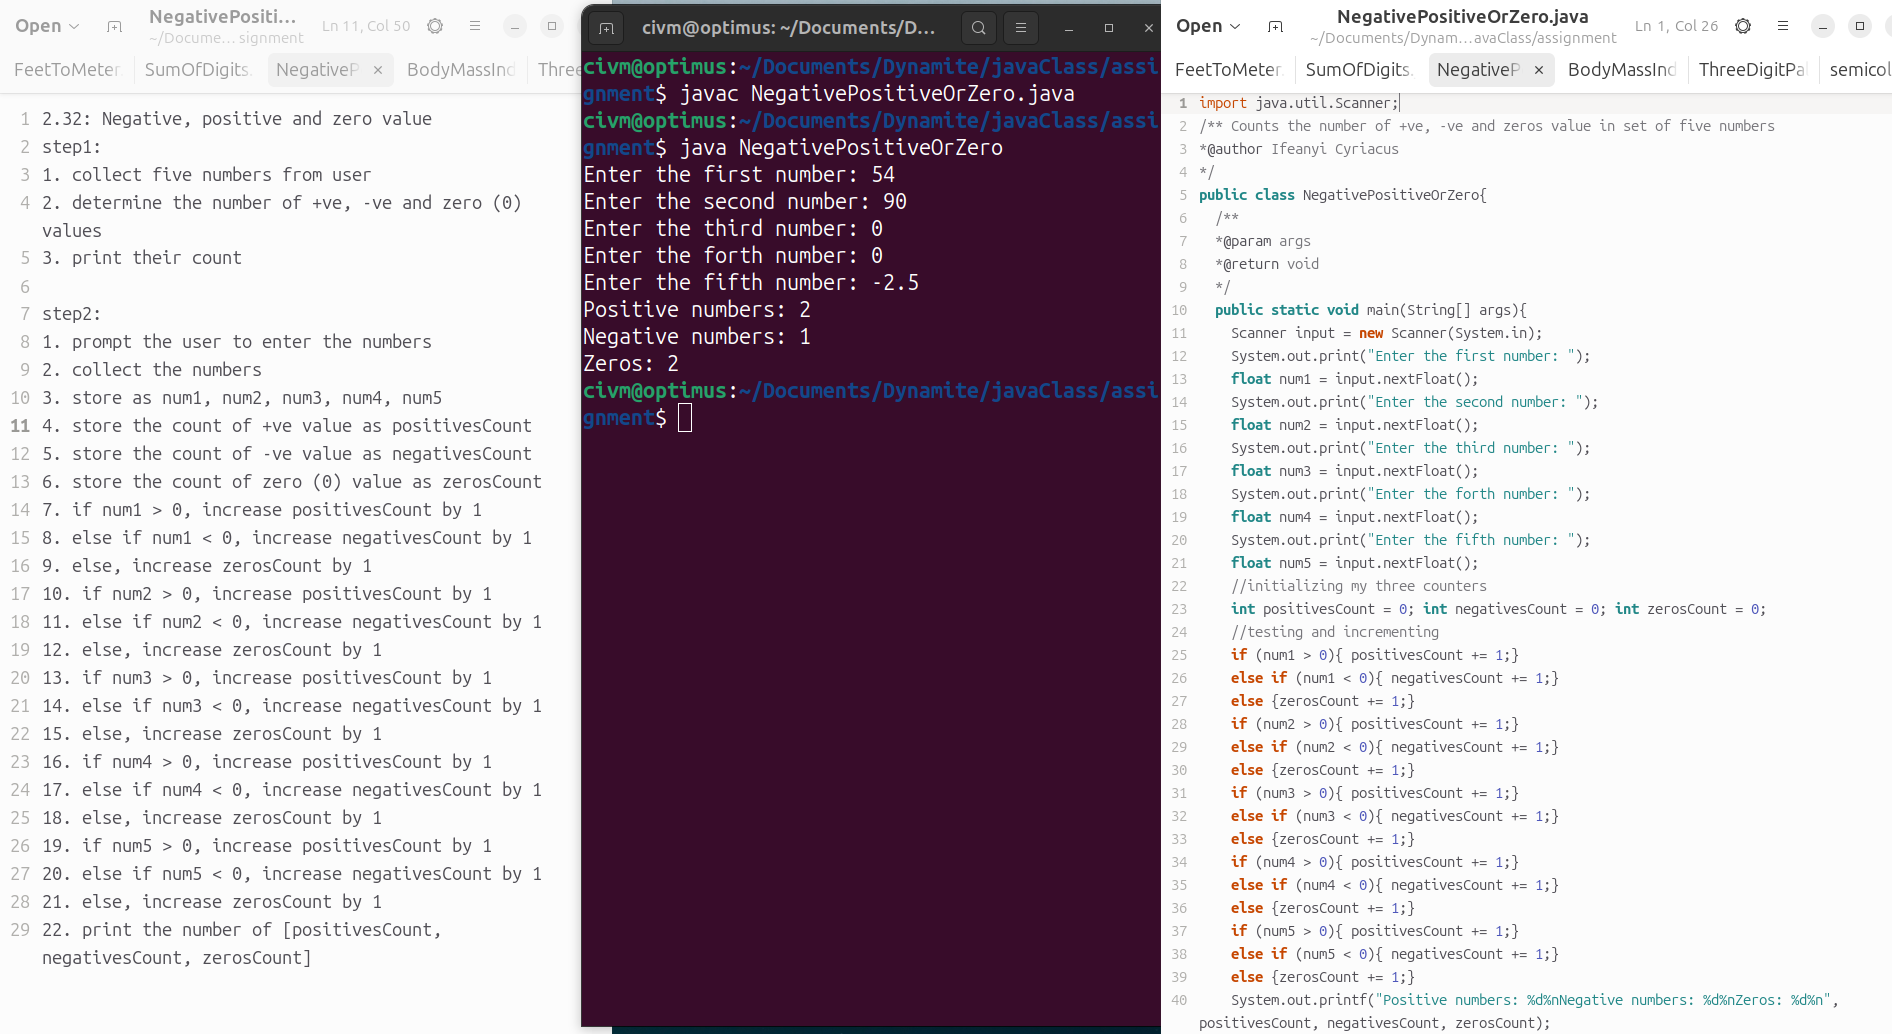 Open
NegativePositi...
~/Docume... signment
Ln 11, Col 50
FeetToMeter
SumOfDigits.
NegativeP
BodyMassInd
Three
1 2.32: Negative, positive and zero value
2 step1:
3 1. collect five numbers from user
4 2. determine the number of +ve, -ve and zero (0)
values
5 3. print their count
6
7 step2:
8 1. prompt the user to enter the numbers
9 2. collect the numbers
10 3. store as num1, num2, num3, num4, num5
11 4. store the count of +ve value as positivesCount
12 5. store the count of -ve value as negativesCount
13 6. store the count of zero (0) value as zerosCount
14 7. if num1 > 0, increase positivesCount by 1
15 8. else if num1 < 0, increase negativesCount by 1
16 9. else, increase zerosCount by 1
17 10. if num2 > 0, increase positivesCount by 1
18 11. else if num2 < 0, increase negativesCount by 1
19 12. else, increase zerosCount by 1
20 13. if num3 > 0, increase positivesCount by 1
21 14. else if num3 < 0, increase negativesCount by 1
22 15. else, increase zerosCount by 1
23 16. if num4 > 0, increase positivesCount by 1
24 17. else if num4 < 0, increase negativesCount by 1
25 18. else, increase zerosCount by 1
26 19. if num5 > 0, increase positivesCount by 1
27 20. else if num5 < 0, increase negativesCount by 1
28 21. else, increase zerosCount by 1
29 22. print the number of [positivesCount,
negativesCount, zerosCount]
civm@optimus: ~/Documents/D...
civm@optimus:~/Documents/Dynamite/javaClass/assi
gnment$ javac NegativePositiveOrZero.java
civm@optimus:~/Documents/Dynamite/javaClass/assi
gnment$ java NegativePositiveOrZero
Enter the first number: 54
Enter the second number: 90
Enter the third number: 0
Enter the forth number: 0
Enter the fifth number: -2.5
Positive numbers: 2
Negative numbers: 1
Zeros: 2
civm@optimus:~/Documents/Dynamite/javaClass/assi
gnment$
Open
NegativePositiveOrZero.java
~/Documents/Dynam...avaClass/assignment
Ln 1, Col 26
FeetToMeter.
SumOfDigits.
NegativeP
BodyMassInd
ThreeDigitPal
semicol
1 import java.util.Scanner;
2 /** Counts the number of +ve, -ve and zeros value in set of five numbers
3 *@author Ifeanyi Cyriacus
4 */
5 public class NegativePositiveOrZero{
6 /**
7 *@param args
8 *@return void
9 */
10 public static void main(String[] args){
11 Scanner input = new Scanner(System.in);
12 System.out.print("Enter the first number: ");
13 float num1 = input.nextFloat();
14 System.out.print("Enter the second number: ");
15 float num2 = input.nextFloat();
16 System.out.print("Enter the third number: ");
17 float num3 = input.nextFloat();
18 System.out.print("Enter the forth number: ");
19 float num4 = input.nextFloat();
20 System.out.print("Enter the fifth number: ");
21 float num5 = input.nextFloat();
22 //initializing my three counters
23 int positivesCount = 0; int negativesCount = 0; int zerosCount = 0;
24 //testing and incrementing
25 if (num1 > 0){ positivesCount += 1;}
26 else if (num1 < 0){ negativesCount += 1;}
27 else {zerosCount += 1;}
28 if (num2 > 0){ positivesCount += 1;}
29 else if (num2 < 0){ negativesCount += 1;}
30 else {zerosCount += 1;}
31 if (num3 > 0){ positivesCount += 1;}
32 else if (num3 < 0){ negativesCount += 1;}
33 else {zerosCount += 1;}
34 if (num4 > 0){ positivesCount += 1;}
35 else if (num4 < 0){ negativesCount += 1;}
36 else {zerosCount += 1;}
37 if (num5 > 0){ positivesCount += 1;}
38 else if (num5 < 0){ negativesCount += 1;}
39 else {zerosCount += 1;}
40 System.out.printf("Positive numbers: %d%nNegative numbers: %d%nZeros: %d%n",
positivesCount, negativesCount, zerosCount);